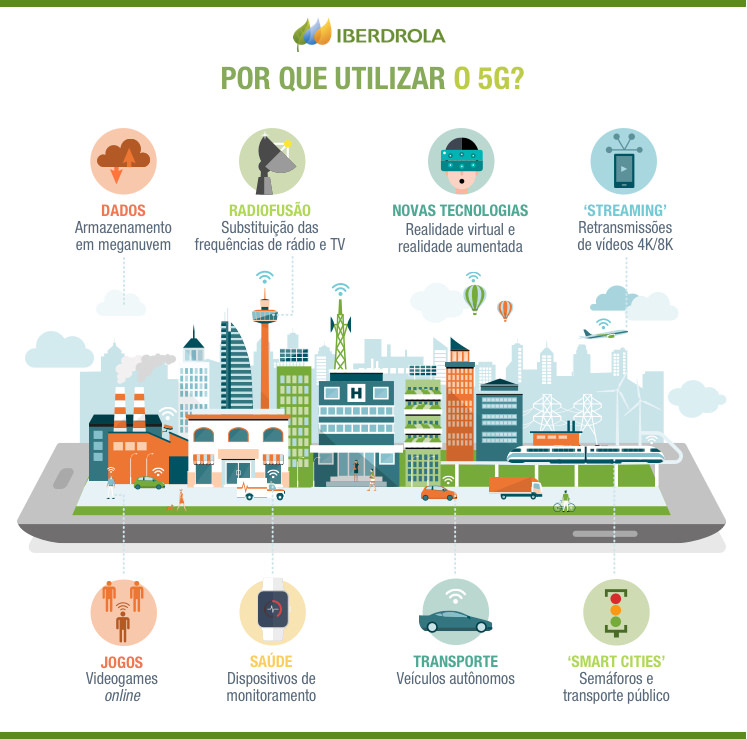 IBERDROLA
POR QUE UTILIZAR O 5G?
DADOS
Armazenamento
em meganuvem
RADIOFUSÃO
Substituição das
frequências de rádio e TV
NOVAS TECNOLOGIAS
Realidade virtual e
realidade aumentada
‘STREAMING’
Retransmissões
de vídeos 4K/8K
H
JOGOS
Videogames
online
SAÚDE
Dispositivos de
monitoramento
TRANSPORTE
Veículos autônomos
‘SMART CITIES’
Semáforos e
transporte público